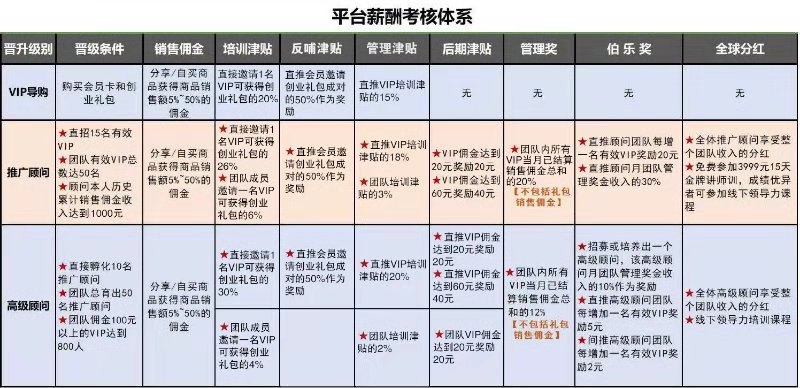 平台薪酬考核体系
晋升级别 晋级条件 销售佣金 培训津贴 反哺津贴 管理津贴 后期津贴 管理奖 伯乐奖 全球分红
VIP导购
购买会员卡和创
业礼包
分享/自买商
品获得商品销
售额5%~50%的
佣金
直接邀请1名
VIP可获得创
业礼包的20%
直推会员邀请
创业礼包成对
的50%作为奖
励
直推VIP培训津
贴的15%
无
无
无
无
推广顾问
★直招15名有效
VIP
★团队有效VIP总
数达50名
★顾问本人历史
累计销售佣金收
入达到1000元
分享/自买商
品获得商品销
售额5%~50%的
佣金
★直接邀请1
名VIP可获得
创业礼包的
26%
★团队成员
邀请一名VIP
可获得创业
礼包的6%
★直推会员邀
请创业礼包成
对的50%作为
奖励
★直推VIP培训
津贴的18%
★团队培训津
贴的3%
★VIP佣金达到
20元奖励20元
★VIP佣金达到
60元奖励40元
★团队内所有
VIP当月已结算
销售佣金总和
的20%
【不包括礼包
销售佣金】
★直推顾问团队每增
加一名有效VIP奖励20元
★直推顾问月团队管
理奖金收入的30%
★全体推广顾问享受整
个团队收入的分红
★免费参加3999元15天
金牌讲师训，成绩优异
者可参加线下领导力课
程
高级顾问
★直接孵化10名
推广顾问
★团队总育出50
名推广顾问
★团队佣金100元
以上的VIP达到
800人
分享/自买商
品获得商品销
售额5%~50%的
佣金
★直接邀请1
名VIP可获得
创业礼包的
30%
★团队成员
邀请一名VIP
可获得创业
礼包的4%
★直推会员邀
请创业礼包成
对的50%作为
奖励
★直推VIP培训
津贴的20%
★团队培训津
贴的2%
★直推VIP佣金
达到20元奖励
20元
★直推VIP佣金
达到60元奖励
40元
★团队VIP佣金
达到20元奖励
20元
★团队内所有
VIP当月已结
算销售佣金总
和的12%
【不包括礼包
销售佣金】
★招募或培养出一个
高级顾问，该高级顾
问月团队管理奖金收
入的10%作为奖励
★直推高级顾问团队
每增加一名有效VIP奖
励5元
★间推高级顾问团队
每增加一名有效VIP奖
励2元
★全体高级顾问享受整
个团队收入的分红
★线下领导力培训课程